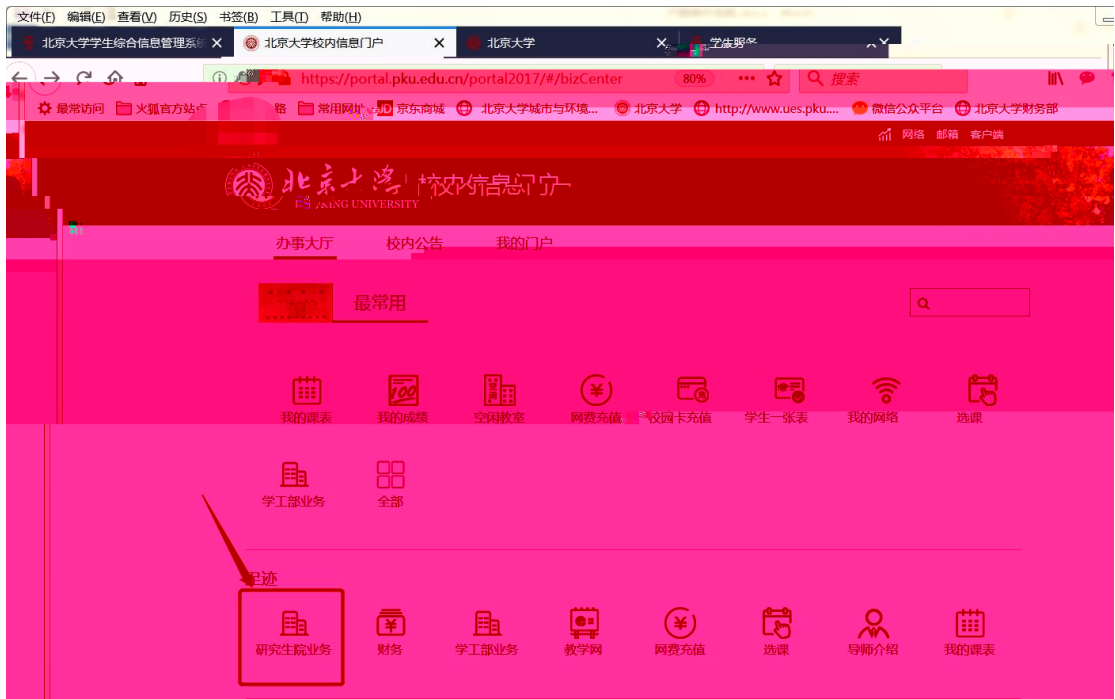 文件(F) 编辑(E) 查看(V) 历史(S) 书签(B) 工具(T) 帮助(H)
北京大学学生综合信息管理系统 北京大学校内信息门户 北京大学
https://portal.pku.edu.cn/portal2017/#/bizCenter 80% 搜索
最常访问 火狐官方站点 常用网址 JD 京东商城 北京大学城市与环境... 北京大学 http://www.ues.pku.... 微信公众平台 北京大学财务部
网络 邮箱 客户端
北京大学 校内信息门户
UNIVERSITY
办事大厅 校内公告 我的门户
最常用
我的课表 我的成绩 空闲教室 网费充值 校园卡充值 学生一张表 我的网络 选课
学工部业务 全部
足迹
研究生院业务 财务 学工部业务 教学网 网费充值 选课 导师介绍 我的课表